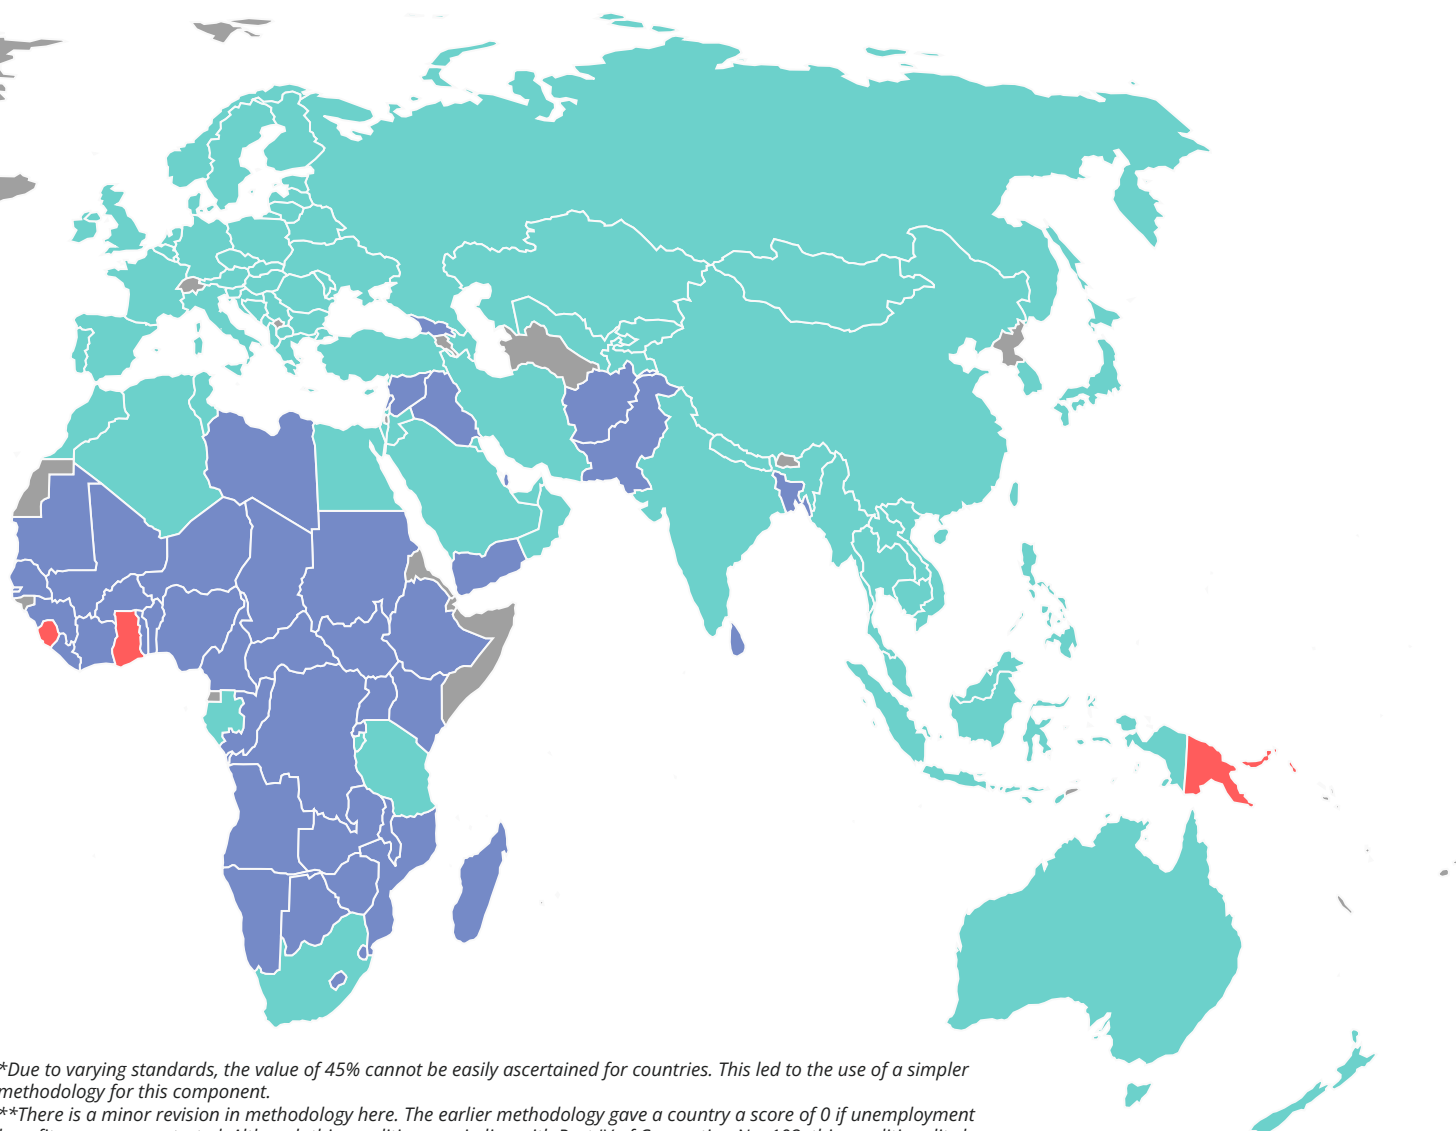 *Due to varying standards, the value of 45% cannot be easily ascertained for countries. This led to the use of a simpler
methodology for this component.
**There is a minor revision in methodology here. The earlier methodology gave a country a score of 0 if unemployment